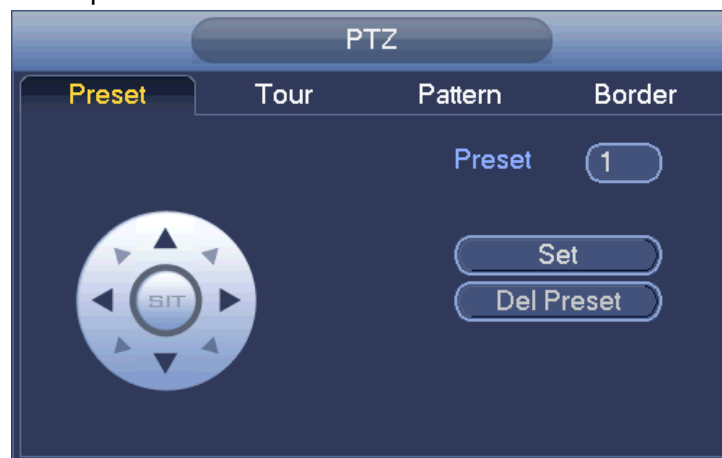 PTZ
Preset Tour Pattern Border
Preset 1
SIT
Set
Del Preset